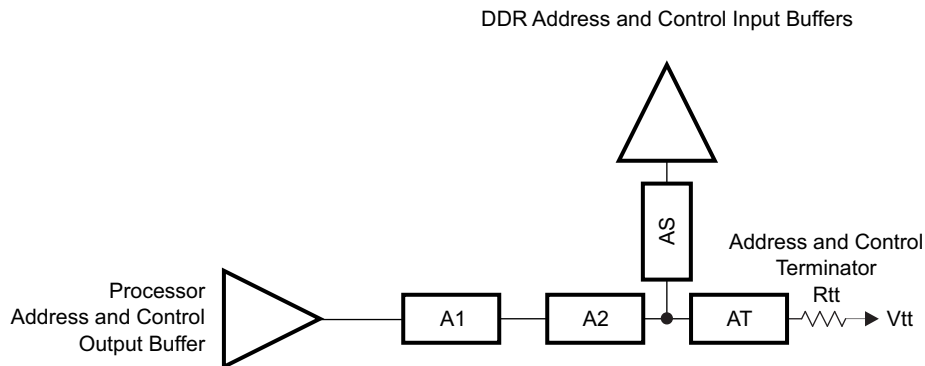 DDR Address and Control Input Buffers
AS
Processor
Address and Control
Output Buffer
A1
A2
AT
Address and Control
Terminator
Rtt
Vtt